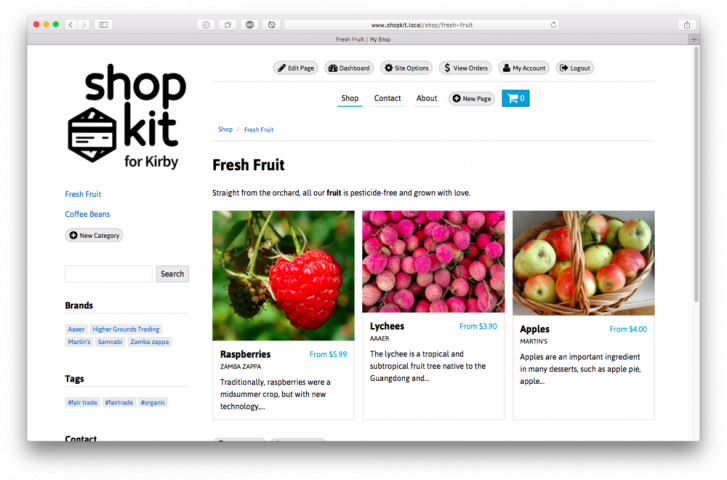 www.shopkit.local/shop/fresh-fruit
Fresh Fruit | My Shop
Edit Page Dashboard Site Options View Orders My Account Logout
Shop Contact About New Page 0
shop
kit
for Kirby
Shop / Fresh Fruit
Fresh Fruit
Straight from the orchard, all our fruit is pesticide-free and grown with love.
Fresh Fruit
Coffee Beans
New Category
Search
Brands
Aaaer Higher Grounds Trading
Martin's Samnabi Zamba zappa
Tags
#fair trade #fairtrade #organic
Contact
Raspberries From $5.99
ZAMBA ZAPPA
Traditionally, raspberries were a
midsummer crop, but with new
technology,...
Lychees From $3.90
AAAER
The lychee is a tropical and
subtropical fruit tree native to the
Guangdong and...
Apples From $4.00
MARTIN'S
Apples are an important ingredient
in many desserts, such as apple pie,
apple...